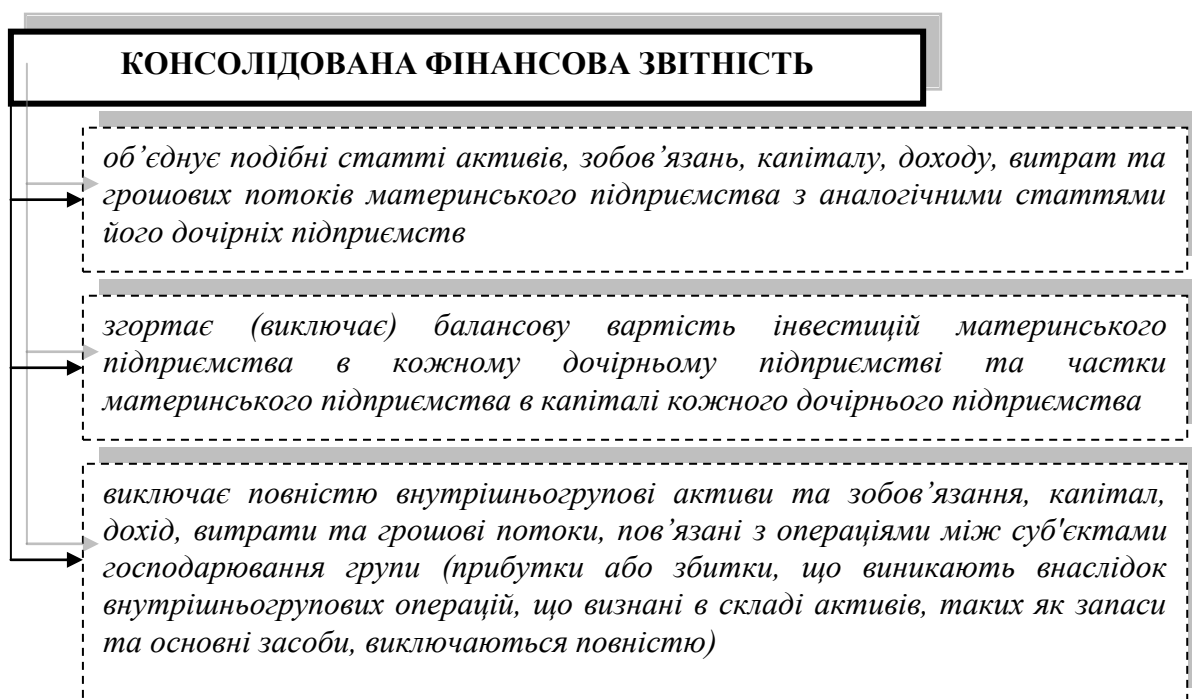 КОНСОЛІДОВАНА ФІНАНСОВА ЗВІТНІСТЬ
об’єднує подібні статті активів, зобов’язань, капіталу, доходу, витрат та
грошових потоків материнського підприємства з аналогічними статтями
його дочірніх підприємств
згортає (виключає) балансову вартість інвестицій материнського
підприємства в кожному дочірньому підприємстві та частки
материнського підприємства в капіталі кожного дочірнього підприємства
виключає повністю внутрішньогрупові активи та зобов’язання, капітал,
дохід, витрати та грошові потоки, пов’язані з операціями між суб'єктами
господарювання групи (прибутки або збитки, що виникають внаслідок
внутрішньогрупових операцій, що визнані в складі активів, таких як запаси
та основні засоби, виключаються повністю)